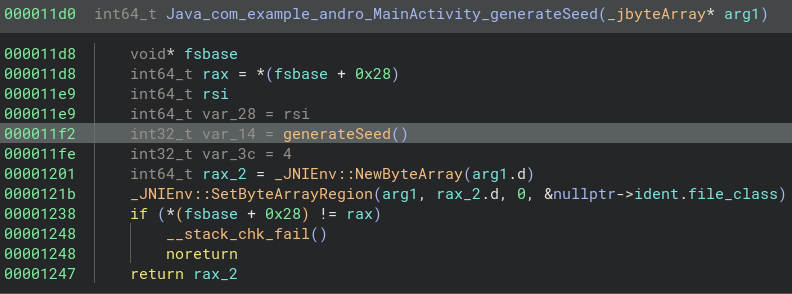 000011d0  int64_t Java_com_example_andro_MainActivity_generateSeed(_jbyteArray* arg1)
000011d8      void* fsbase
000011d8      int64_t rax = *(fsbase + 0x28)
000011e9      int64_t rsi
000011e9      int64_t var_28 = rsi
000011f2      int32_t var_14 = generateSeed()
000011fe      int32_t var_3c = 4
00001201      int64_t rax_2 = _JNIEnv::NewByteArray(arg1.d)
0000121b      _JNIEnv::SetByteArrayRegion(arg1, rax_2.d, 0, &nullptr->ident.file_class)
00001238      if (*(fsbase + 0x28) != rax)
00001248          __stack_chk_fail()
00001248          noreturn
00001247      return rax_2